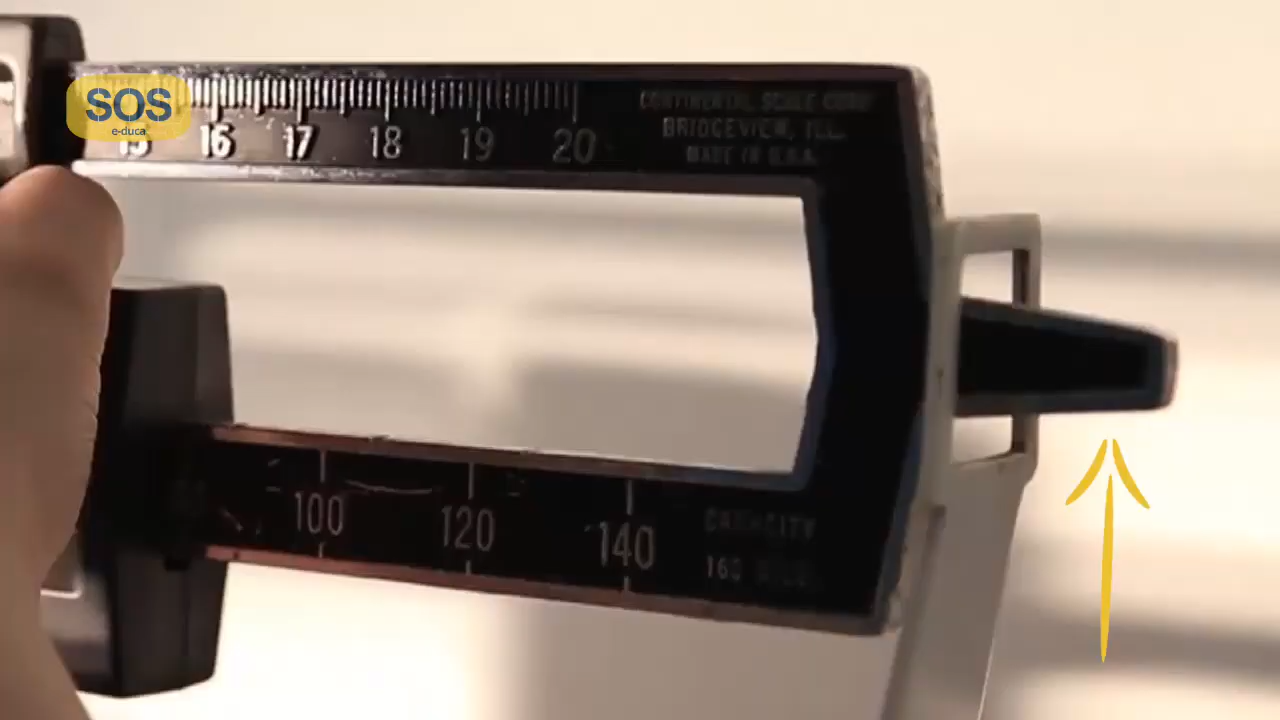 SOS
e-duca
15 16 17 18 19 20
CONTINENTAL SCALE CORP
BRIDGEVIEW, ILL.
MADE IN U.S.A.
100 120 140
CAPACITY
160